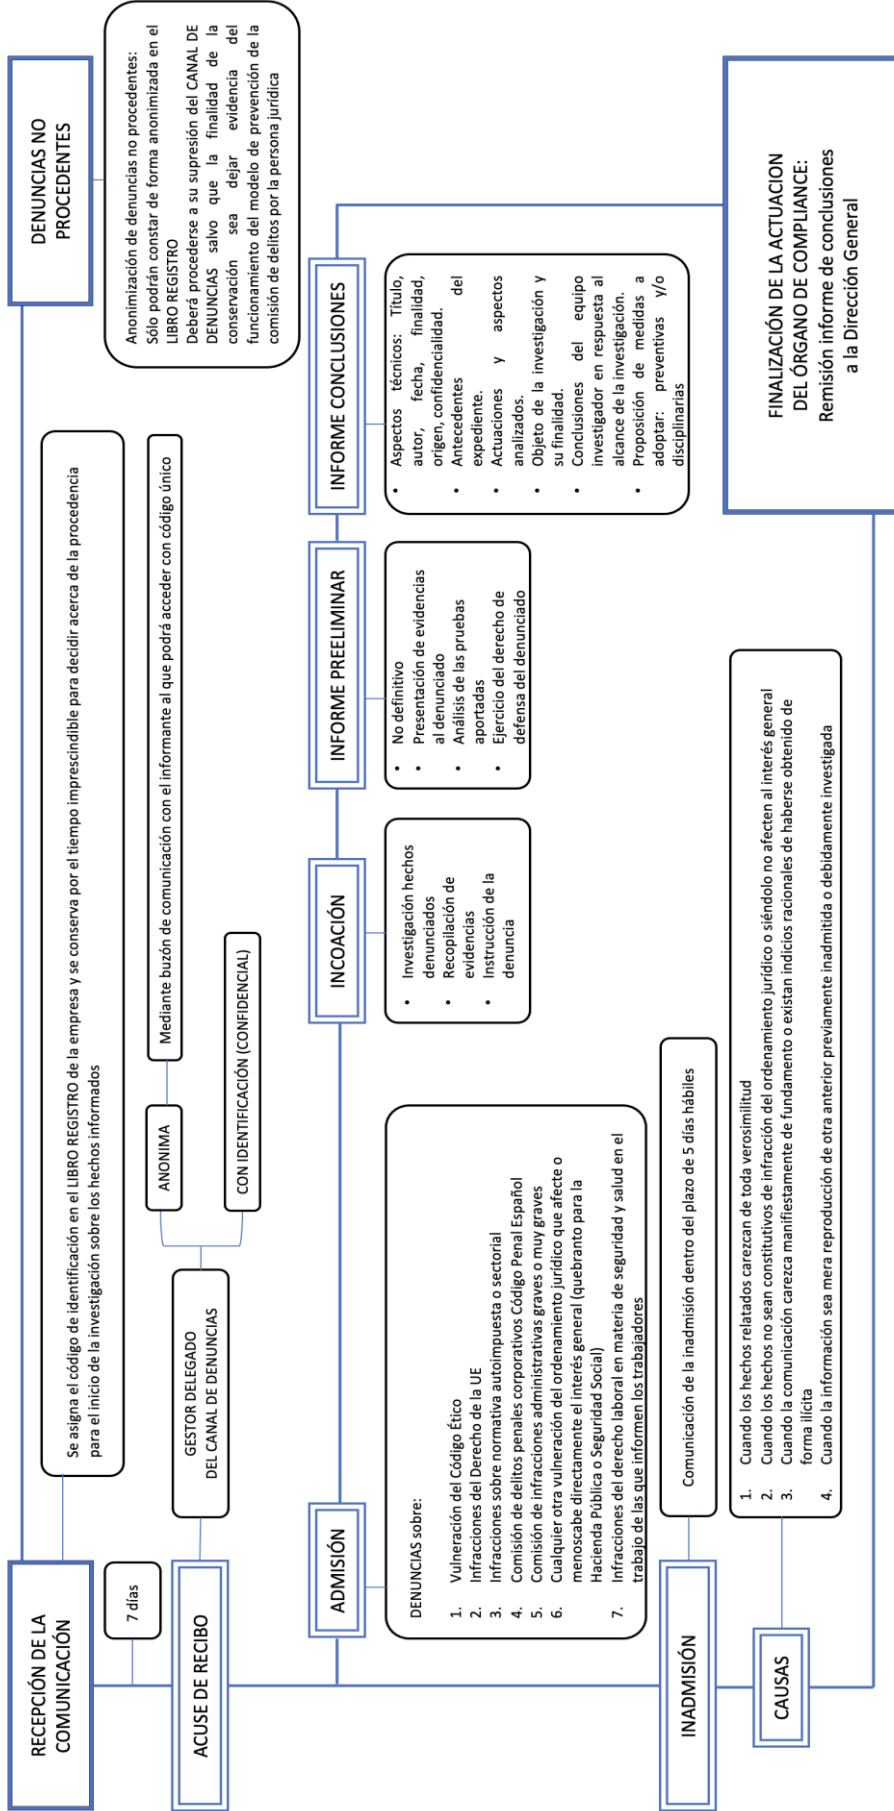 RECEPCIÓN DE LA
COMUNICACIÓN
Se asigna el código de identificación en el LIBRO REGISTRO de la empresa y se conserva por el tiempo imprescindible para decidir acerca de la procedencia
para el inicio de la investigación sobre los hechos informados
DENUNCIAS NO
PROCEDENTES
Anonimización de denuncias no procedentes:
Sólo podrán constar de forma anonimizada en el
LIBRO REGISTRO
Deberá procederse a su supresión del CANAL DE
DENUNCIAS salvo que la finalidad de la
conservación sea dejar evidencia del
funcionamiento del modelo de prevención de la
comisión de delitos por la persona jurídica
7 días
ACUSE DE RECIBO
GESTOR DELEGADO
DEL CANAL DE DENUNCIAS
ANONIMA
Mediante buzón de comunicación con el informante al que podrá acceder con código único
CON IDENTIFICACIÓN (CONFIDENCIAL)
ADMISIÓN
DENUNCIAS sobre:
1. Vulneración del Código Ético
2. Infracciones del Derecho de la UE
3. Infracciones sobre normativa autoimpuesta o sectorial
4. Comisión de delitos penales corporativos Código Penal Español
5. Comisión de infracciones administrativas graves o muy graves
6. Cualquier otra vulneración del ordenamiento jurídico que afecte o
menoscabe directamente el interés general (quebranto para la
Hacienda Pública o Seguridad Social)
7. Infracciones del derecho laboral en materia de seguridad y salud en el
trabajo de las que informen los trabajadores
INCOACIÓN
• Investigación hechos
denunciados
• Recopilación de
evidencias
• Instrucción de la
denuncia
INFORME PREELIMINAR
• No definitivo
• Presentación de evidencias
al denunciado
• Análisis de las pruebas
aportadas
• Ejercicio del derecho de
defensa del denunciado
INFORME CONCLUSIONES
• Aspectos técnicos: Título,
autor, fecha, finalidad,
origen, confidencialidad.
• Antecedentes del
expediente.
• Actuaciones y aspectos
analizados.
• Objeto de la investigación y
su finalidad.
• Conclusiones del equipo
investigador en respuesta al
alcance de la investigación.
• Proposición de medidas a
adoptar: preventivas y/o
disciplinarias
INADMISIÓN
Comunicación de la inadmisión dentro del plazo de 5 días hábiles
CAUSAS
1. Cuando los hechos relatados carezcan de toda verosimilitud
2. Cuando los hechos no sean constitutivos de infracción del ordenamiento jurídico o siéndolo no afecten al interés general
3. Cuando la comunicación carezca manifiestamente de fundamento o existan indicios racionales de haberse obtenido de
forma ilícita
4. Cuando la información sea mera reproducción de otra anterior previamente inadmitida o debidamente investigada
FINALIZACIÓN DE LA ACTUACION
DEL ÓRGANO DE COMPLIANCE:
Remisión informe de conclusiones
a la Dirección General